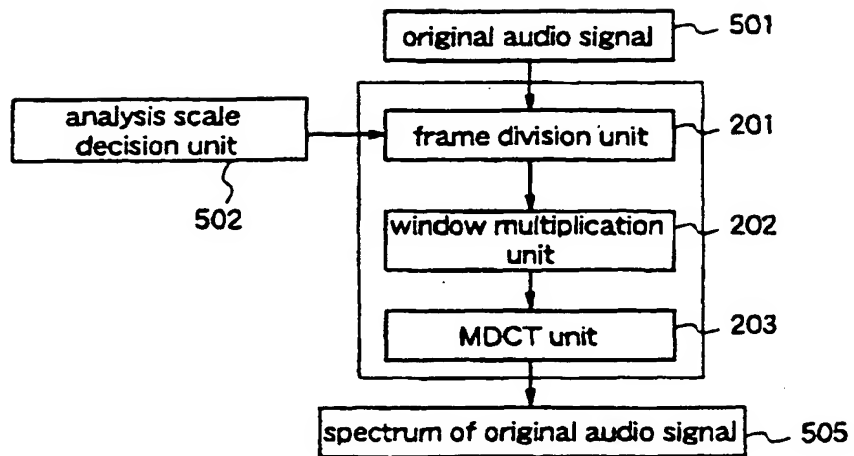 original audio signal 501
analysis scale
decision unit
502
frame division unit 201
window multiplication
unit
202
MDCT unit 203
spectrum of original audio signal 505